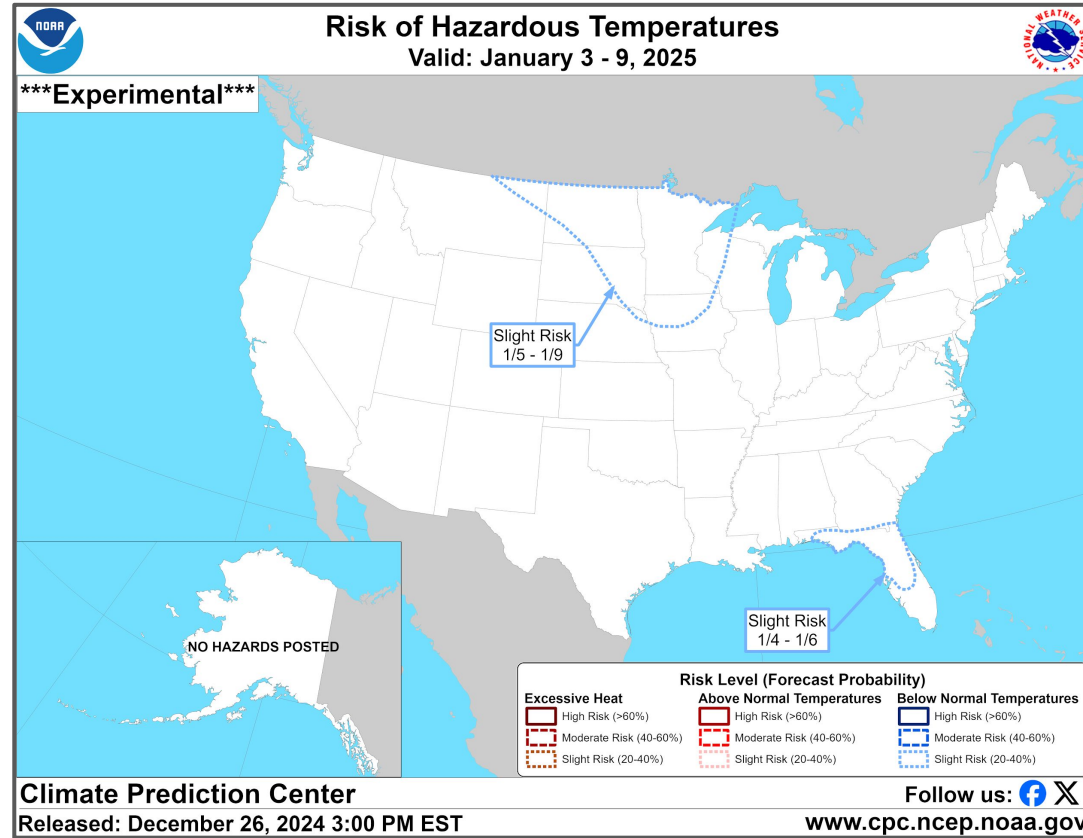 NOAA
Risk of Hazardous Temperatures
Valid: January 3 - 9, 2025
NATIONAL WEATHER SERVICE
***Experimental***
Slight Risk
1/5 - 1/9
Slight Risk
1/4 - 1/6
NO HAZARDS POSTED
Risk Level (Forecast Probability)
Excessive Heat
High Risk (>60%)
Moderate Risk (40-60%)
Slight Risk (20-40%)
Above Normal Temperatures
High Risk (>60%)
Moderate Risk (40-60%)
Slight Risk (20-40%)
Below Normal Temperatures
High Risk (>60%)
Moderate Risk (40-60%)
Slight Risk (20-40%)
Climate Prediction Center
Follow us:
Released: December 26, 2024 3:00 PM EST
www.cpc.ncep.noaa.gov